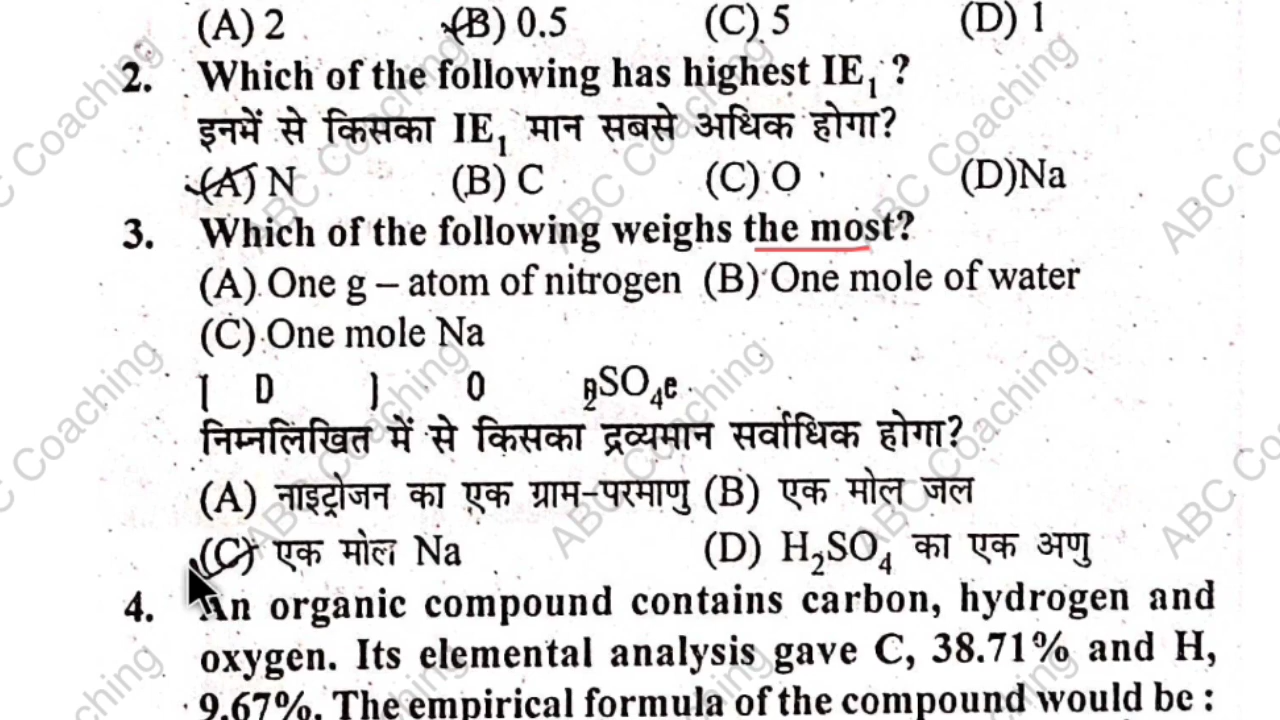 (A) 2 (B) 0.5 (C) 5 (D) 1
2. Which of the following has highest IE₁ ?
इनमें से किसका IE₁ मान सबसे अधिक होगा?
(A) N (B) C (C) O (D)Na
3. Which of the following weighs the most?
(A) One g – atom of nitrogen (B) One mole of water
(C) One mole Na
SO₄
निम्नलिखित में से किसका द्रव्यमान सर्वाधिक होगा?
(A) नाइट्रोजन का एक ग्राम-परमाणु (B) एक मोल जल
(C) एक मोल Na (D) H₂SO₄ का एक अणु
4. An organic compound contains carbon, hydrogen and
oxygen. Its elemental analysis gave C, 38.71% and H,
9.67%. The empirical formula of the compound would be :
ABC Coaching